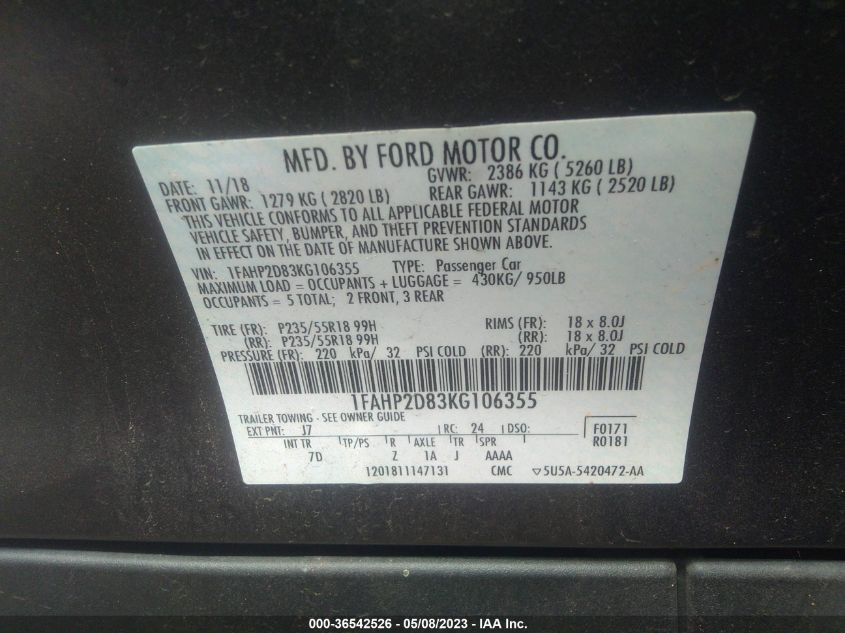 MFD. BY FORD MOTOR CO.
DATE: 11/18 GVWR: 2386 KG ( 5260 LB)
FRONT GAWR: 1279 KG ( 2820 LB) REAR GAWR: 1143 KG ( 2520 LB)
THIS VEHICLE CONFORMS TO ALL APPLICABLE FEDERAL MOTOR
VEHICLE SAFETY, BUMPER, AND THEFT PREVENTION STANDARDS
IN EFFECT ON THE DATE OF MANUFACTURE SHOWN ABOVE.
VIN: 1FAHP2D83KG106355 TYPE: Passenger Car
MAXIMUM LOAD = OCCUPANTS + LUGGAGE = 430KG/ 950LB
OCCUPANTS = 5 TOTAL; 2 FRONT, 3 REAR
TIRE (FR): P235/55R18 99H RIMS (FR): 18 x 8.0J
(RR): P235/55R18 99H (RR): 18 x 8.0J
PRESSURE (FR): 220 kPa/ 32 PSI COLD (RR): 220 kPa/ 32 PSI COLD
1FAHP2D83KG106355
TRAILER TOWING - SEE OWNER GUIDE
EXT PNT: J7 RC: 24 DSO: F0171
INT TR TP/PS R AXLE TR SPR R0181
7D Z 1A J AAAA
1201811147131 CMC ▽5U5A-5420472-AA
000-36542526 - 05/08/2023 - IAA Inc.